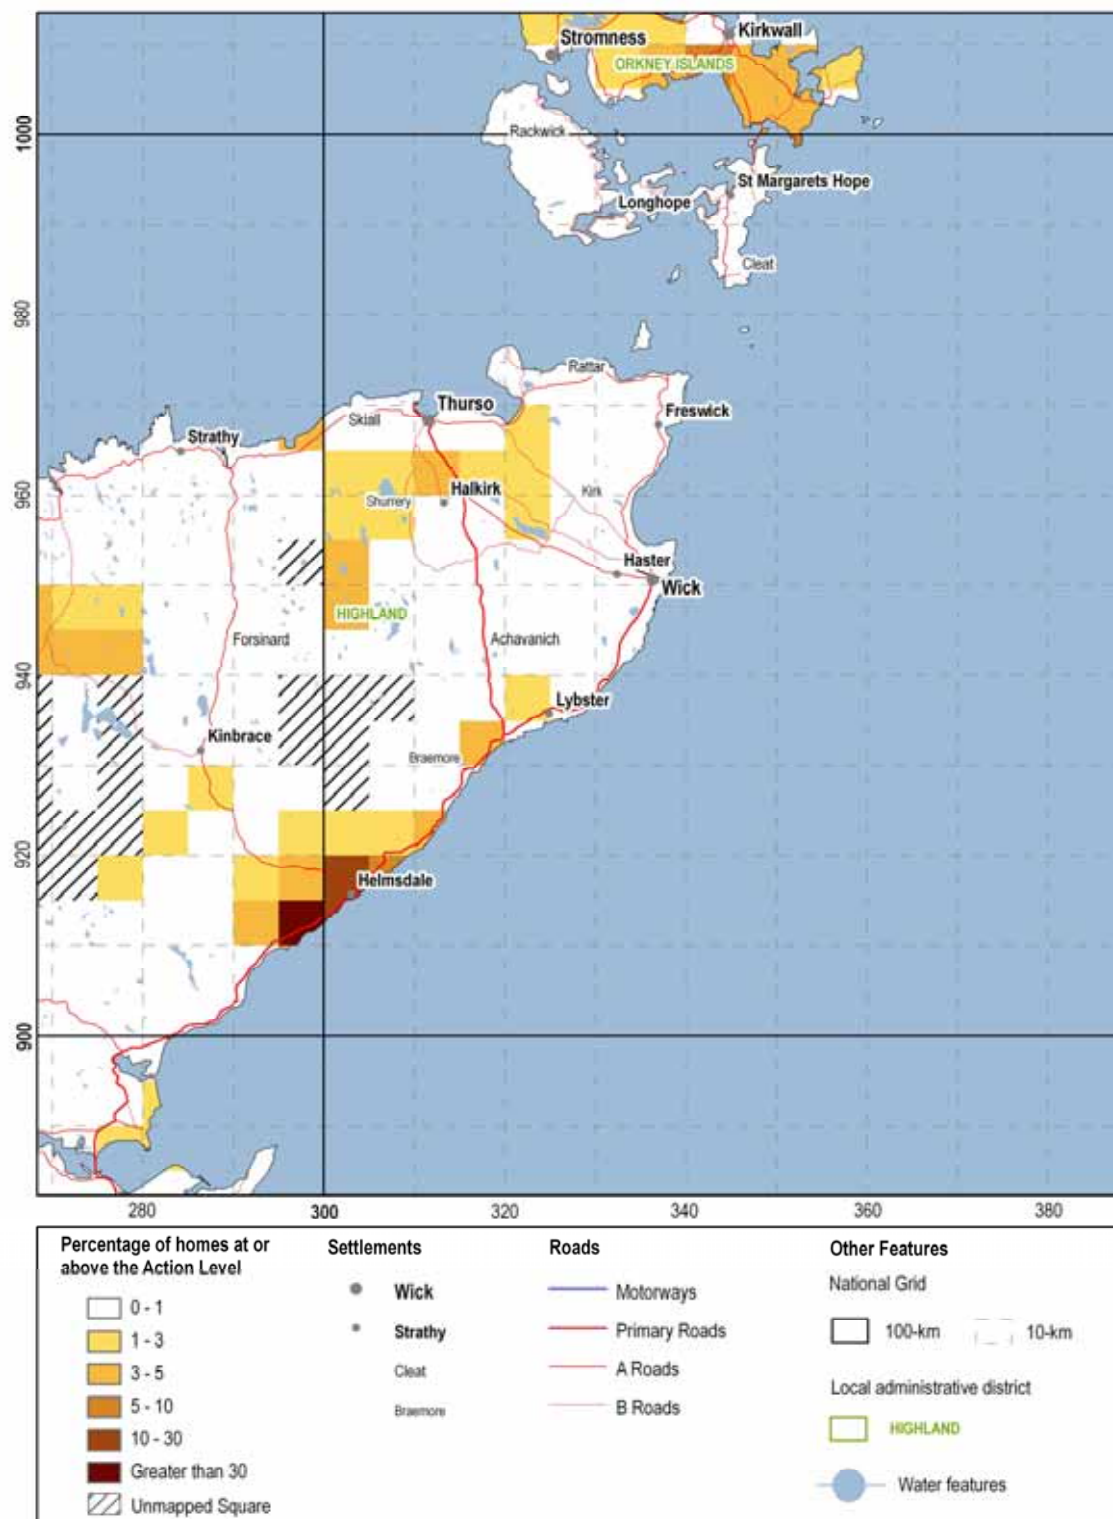 Stromness
Kirkwall
ORKNEY ISLANDS
1000
Rackwick
St Margarets Hope
Longhope
Cleat
980
Rattar
Thurso
Freswick
Skiall
Strathy
960
Halkirk
Shurrery
Kirk
Haster
Wick
HIGHLAND
Forsinard
Achavanich
940
Lybster
Kinbrace
Braemore
920
Helmsdale
900
280 300 320 340 360 380
Percentage of homes at or
above the Action Level
0 - 1
1 - 3
3 - 5
5 - 10
10 - 30
Greater than 30
Unmapped Square
Settlements
Wick
Strathy
Cleat
Braemore
Roads
Motorways
Primary Roads
A Roads
B Roads
Other Features
National Grid
100-km 10-km
Local administrative district
HIGHLAND
Water features